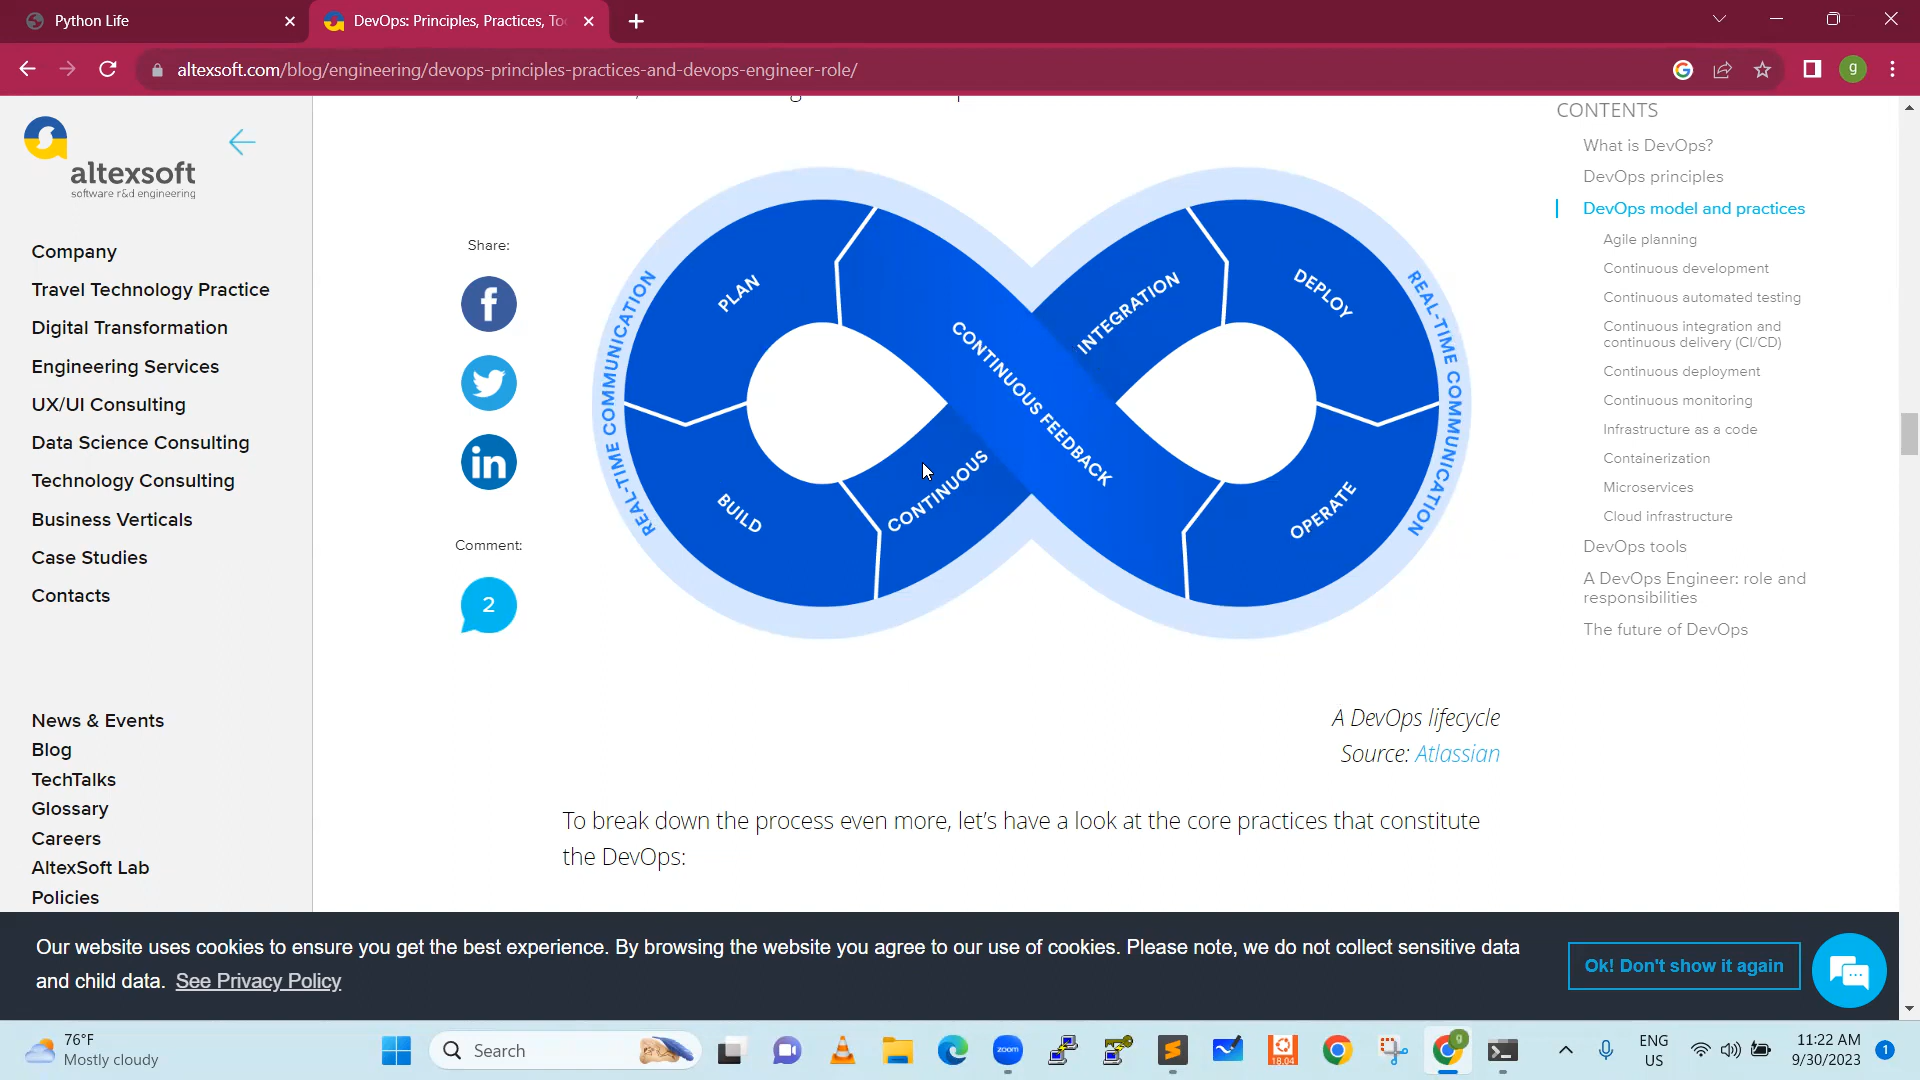 Python Life
DevOps: Principles, Practices, To
altexsoft.com/blog/engineering/devops-principles-practices-and-devops-engineer-role/
g
altexsoft
software r&d engineering
Company
Travel Technology Practice
Digital Transformation
Engineering Services
UX/UI Consulting
Data Science Consulting
Technology Consulting
Business Verticals
Case Studies
Contacts
News & Events
Blog
TechTalks
Glossary
Careers
AltexSoft Lab
Policies
Share:
Comment:
2
REAL-TIME COMMUNICATION
PLAN
BUILD
CONTINUOUS
CONTINUOUS FEEDBACK
INTEGRATION
DEPLOY
OPERATE
REAL-TIME COMMUNICATION
A DevOps lifecycle
Source: Atlassian
To break down the process even more, let's have a look at the core practices that constitute
the DevOps:
CONTENTS
What is DevOps?
DevOps principles
DevOps model and practices
Agile planning
Continuous development
Continuous automated testing
Continuous integration and
continuous delivery (CI/CD)
Continuous deployment
Continuous monitoring
Infrastructure as a code
Containerization
Microservices
Cloud infrastructure
DevOps tools
A DevOps Engineer: role and
responsibilities
The future of DevOps
Our website uses cookies to ensure you get the best experience. By browsing the website you agree to our use of cookies. Please note, we do not collect sensitive data
and child data. See Privacy Policy
Ok! Don't show it again
76°F
Mostly cloudy
Search
zoom
18.04
g
ENG
US
11:22 AM
9/30/2023
1